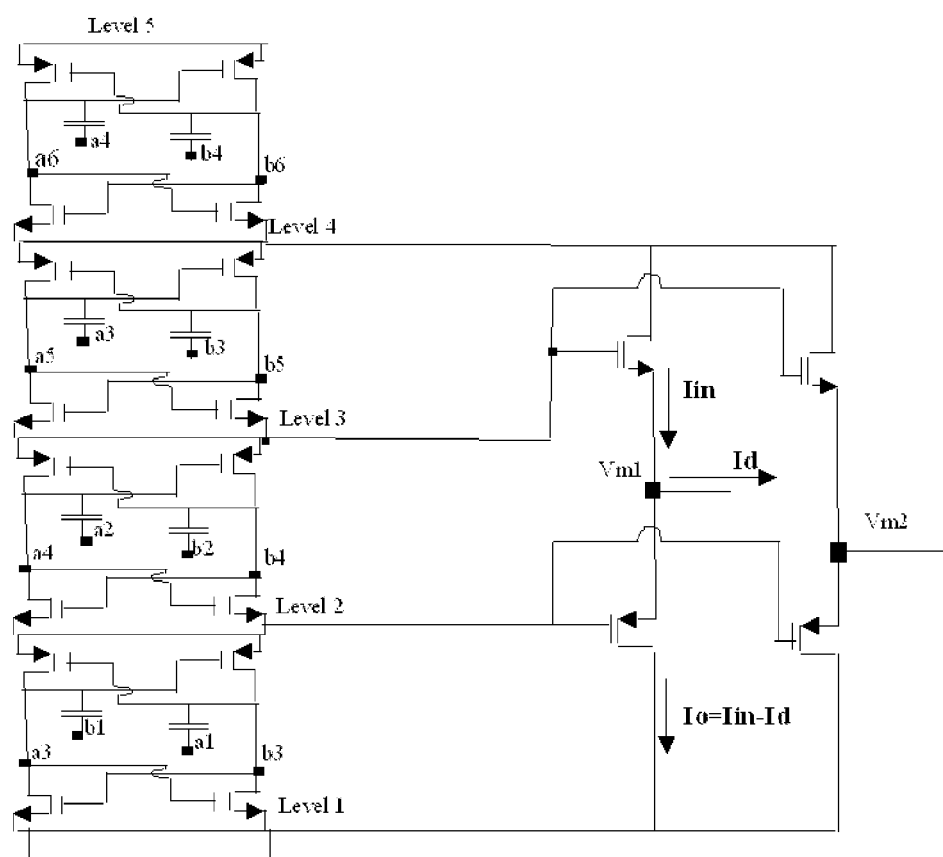 Level 5
a4
b4
a6
b6
Level 4
a3
b3
a5
b5
Iin
Level 3
Vm1
Id
a2
b2
Vm2
a4
b4
Level 2
b1
a1
Io=Iin-Id
a3
b3
Level 1